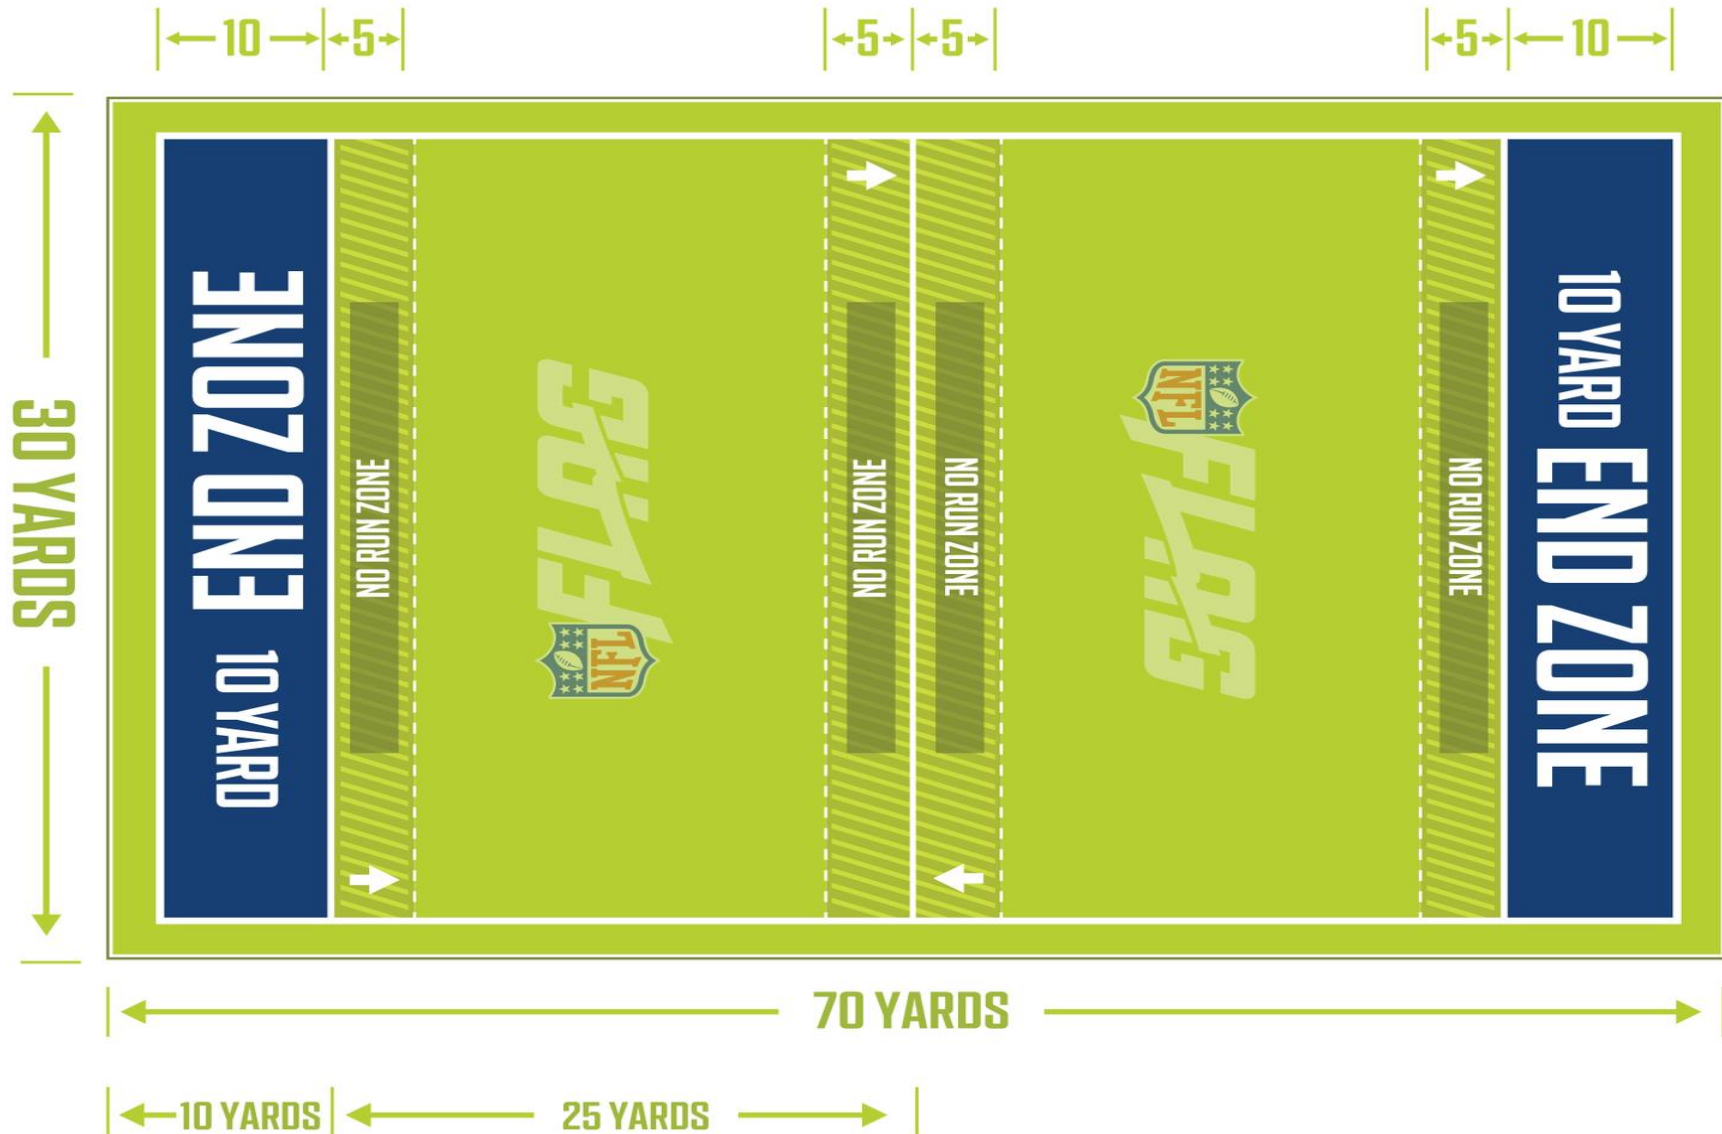 10
5
5
5
5
10
30 YARDS
10 YARD END ZONE
NO RUN ZONE
NFL FLAG
NO RUN ZONE
NO RUN ZONE
NFL FLAG
NO RUN ZONE
10 YARD END ZONE
70 YARDS
10 YARDS
25 YARDS